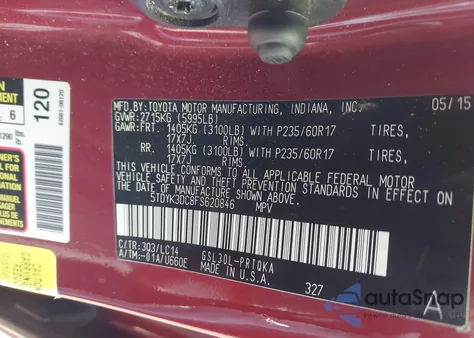 MFD.BY:TOYOTA MOTOR MANUFACTURING, INDIANA, INC. 05/15
GVWR: 2715KG (5995LB)
GAWR:FRT. 1405KG (3100LB) WITH P235/60R17 TIRES,
17X7J RIMS.
RR. 1405KG (3100LB) WITH P235/60R17 TIRES,
17X7J RIMS.
THIS VEHICLE CONFORMS TO ALL APPLICABLE FEDERAL MOTOR
VEHICLE SAFETY AND THEFT PREVENTION STANDARDS IN EFFECT ON
THE DATE OF MANUFACTURE SHOWN ABOVE.
5TDYK3DC8FS620846 MPV
C/TR:3Q3/LC14 GSL30L-PRTQKA
A/TM:-01A/U660E MADE IN U.S.A.
327
A
6
120
42661-08120
autoSnap